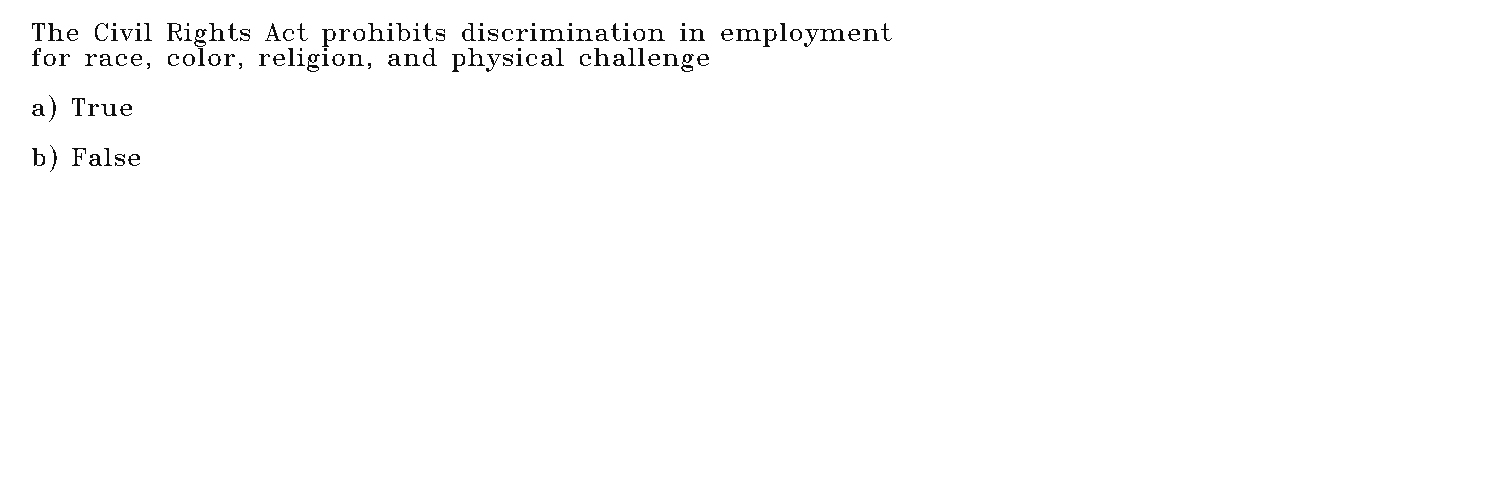 The Civil Rights Act prohibits discrimination in employment
for race, color, religion, and physical challenge
a) True
b) False